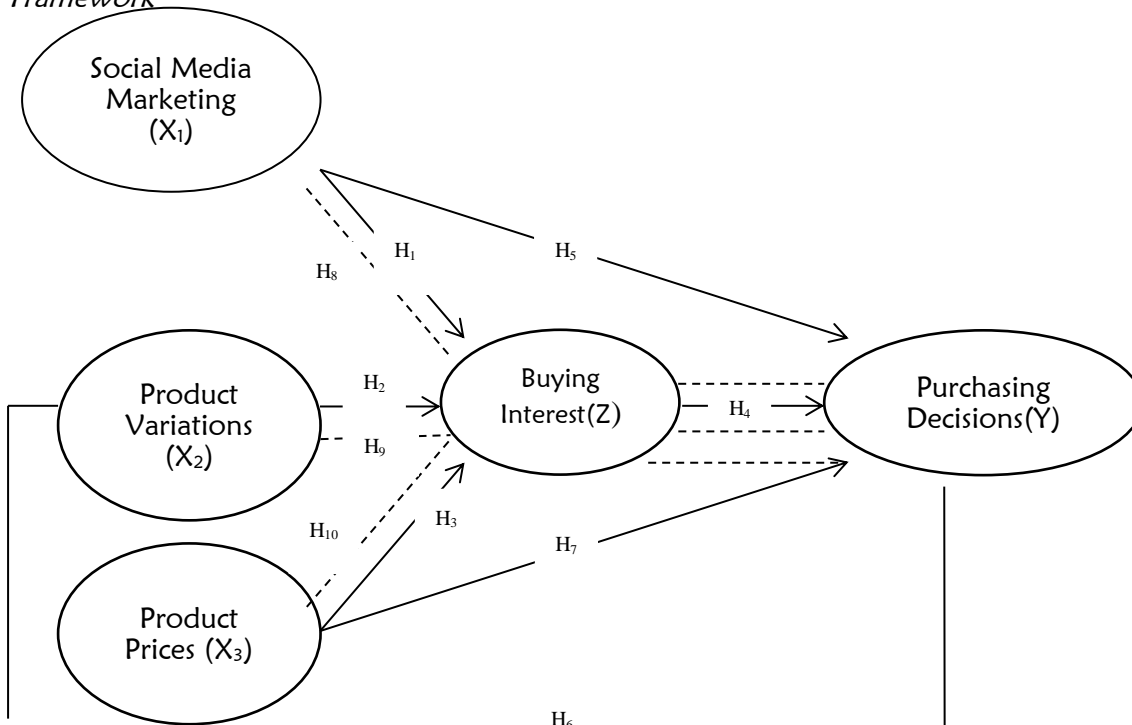 Framework
Social Media
Marketing
(X₁)
H₁
H₅
H₈
Product
Variations
(X₂)
H₂
H₉
Buying
Interest(Z)
H₄
Purchasing
Decisions(Y)
H₃
H₁₀
H₇
Product
Prices (X₃)
H₆